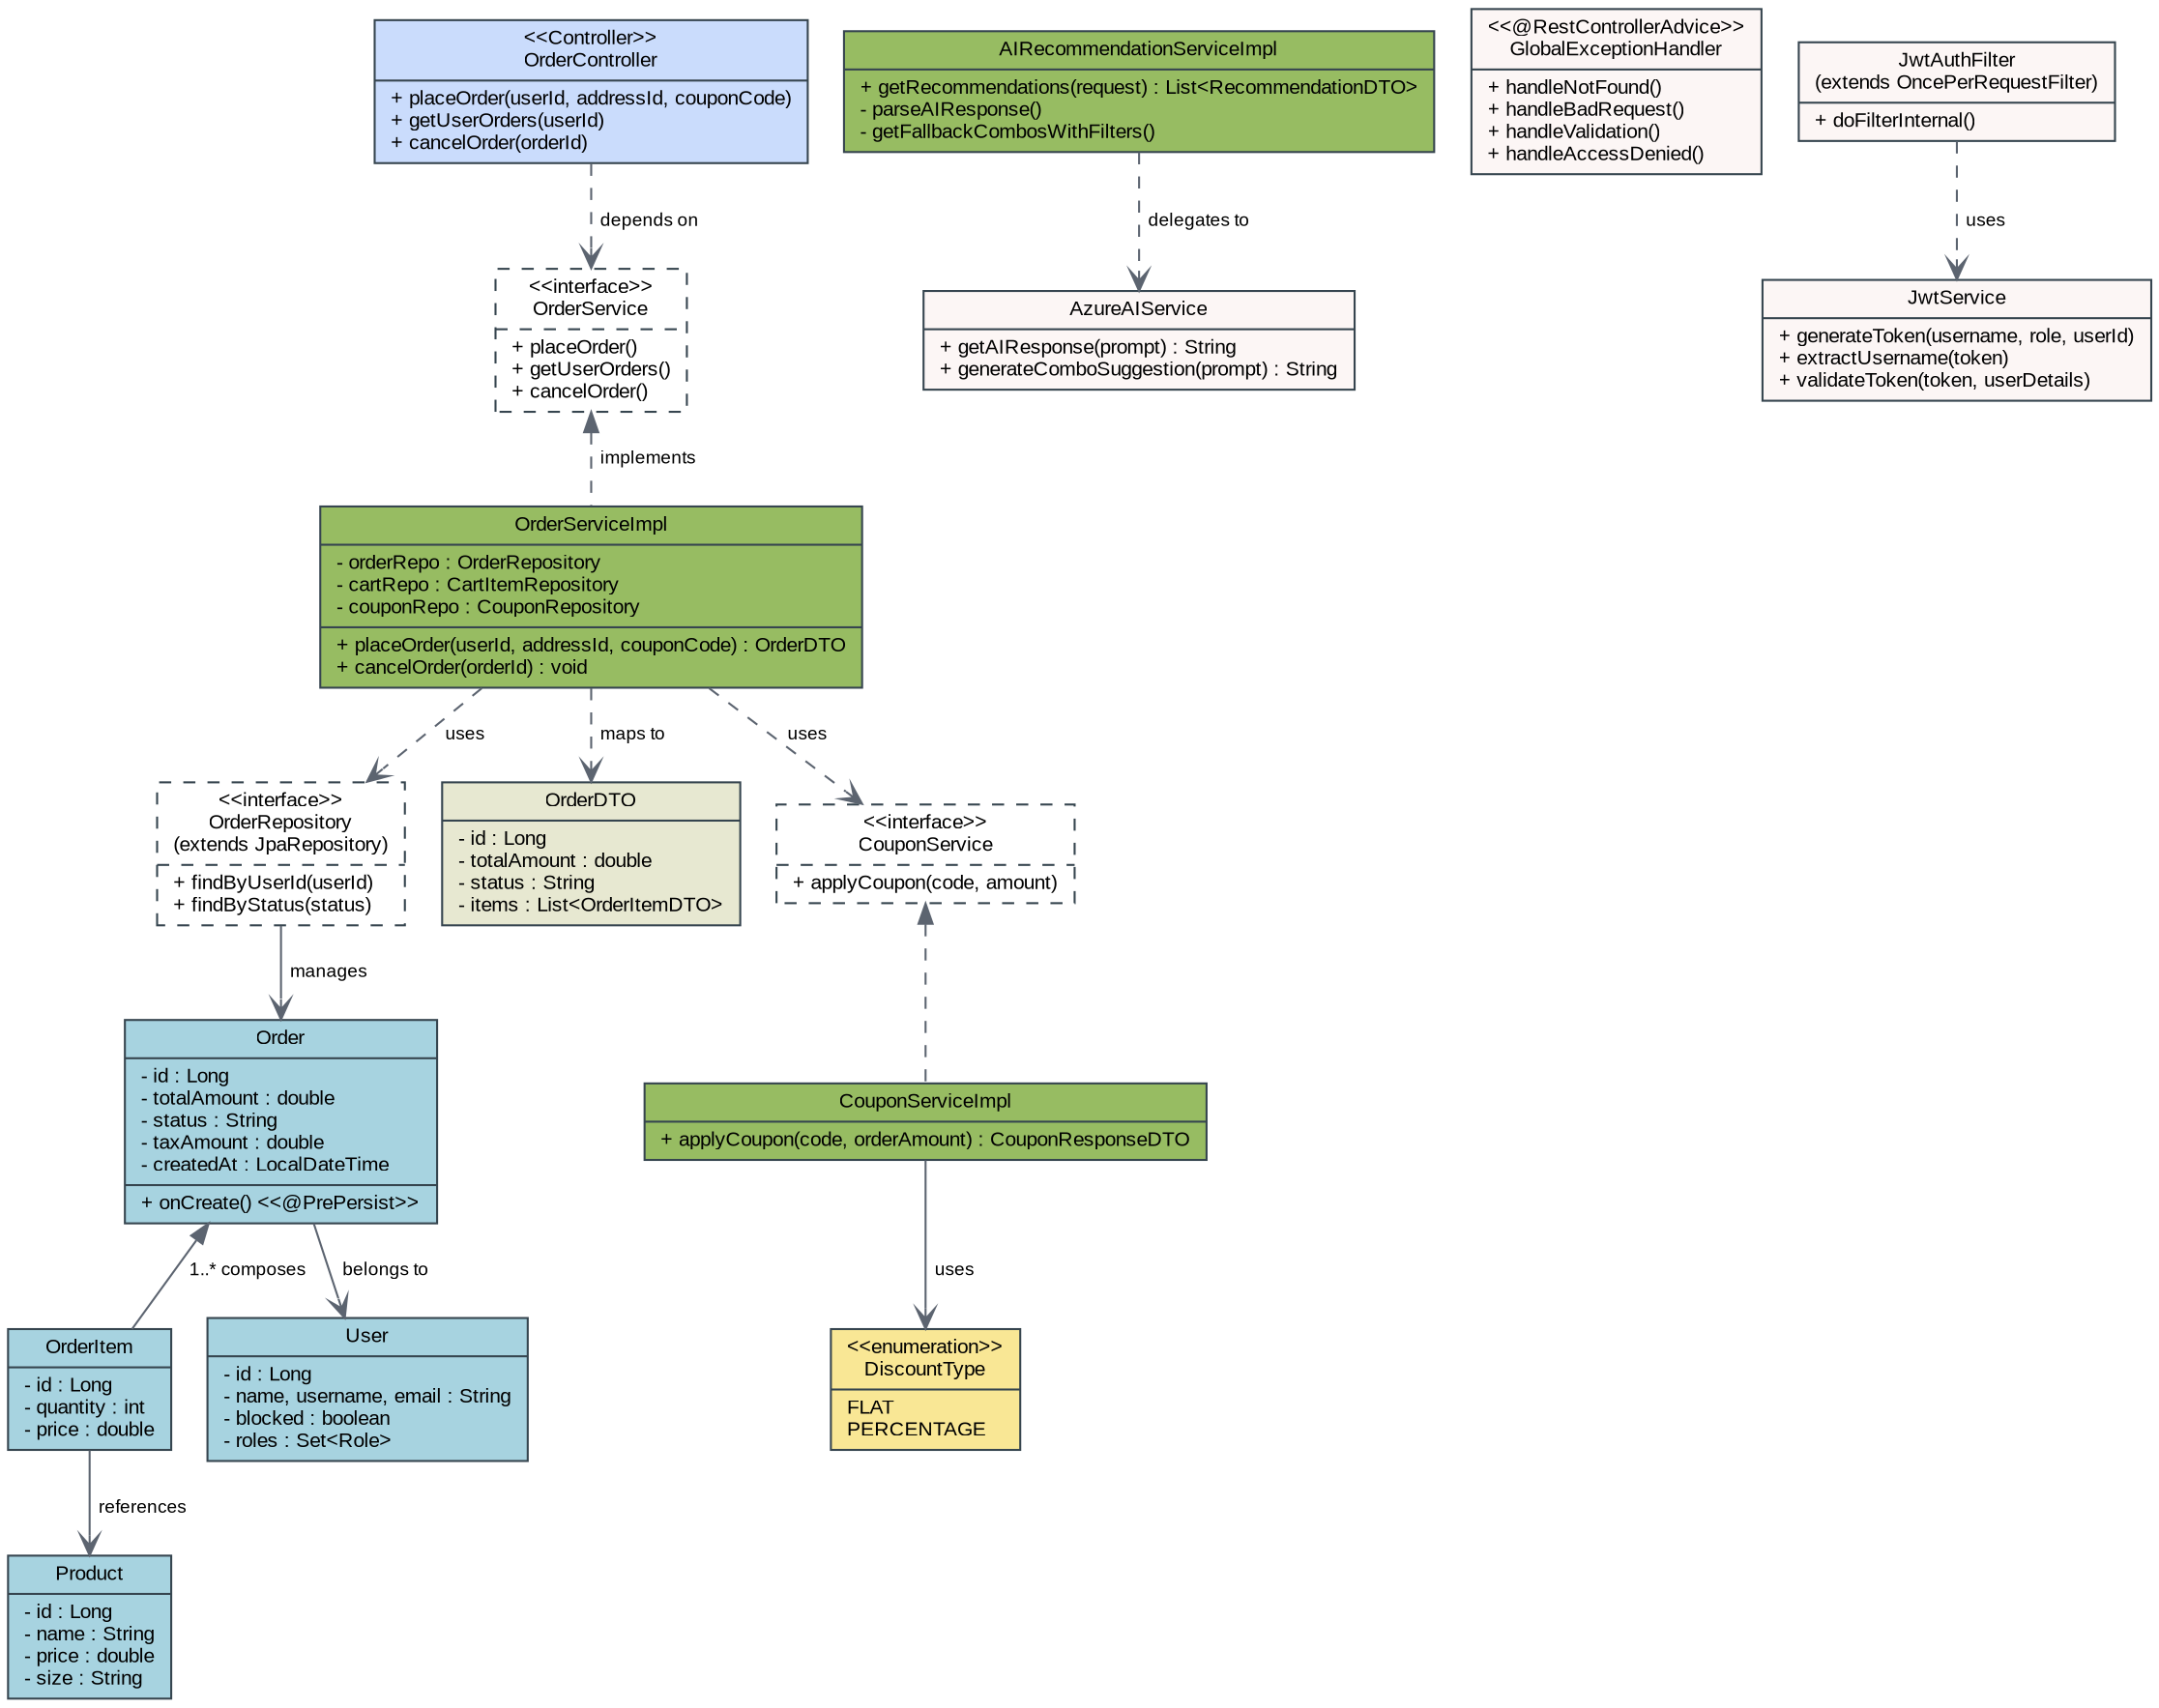 <<Controller>>
OrderController
+ placeOrder(userId, addressId, couponCode)
+ getUserOrders(userId)
+ cancelOrder(orderId)
AIRecommendationServiceImpl
+ getRecommendations(request) : List<RecommendationDTO>
- parseAIResponse()
- getFallbackCombosWithFilters()
<<@RestControllerAdvice>>
GlobalExceptionHandler
+ handleNotFound()
+ handleBadRequest()
+ handleValidation()
+ handleAccessDenied()
JwtAuthFilter
(extends OncePerRequestFilter)
+ doFilterInternal()
depends on
delegates to
uses
<<interface>>
OrderService
+ placeOrder()
+ getUserOrders()
+ cancelOrder()
AzureAIService
+ getAIResponse(prompt) : String
+ generateComboSuggestion(prompt) : String
JwtService
+ generateToken(username, role, userId)
+ extractUsername(token)
+ validateToken(token, userDetails)
implements
OrderServiceImpl
- orderRepo : OrderRepository
- cartRepo : CartItemRepository
- couponRepo : CouponRepository
+ placeOrder(userId, addressId, couponCode) : OrderDTO
+ cancelOrder(orderId) : void
uses
maps to
uses
<<interface>>
OrderRepository
(extends JpaRepository)
+ findByUserId(userId)
+ findByStatus(status)
OrderDTO
- id : Long
- totalAmount : double
- status : String
- items : List<OrderItemDTO>
<<interface>>
CouponService
+ applyCoupon(code, amount)
manages
Order
- id : Long
- totalAmount : double
- status : String
- taxAmount : double
- createdAt : LocalDateTime
+ onCreate() <<@PrePersist>>
CouponServiceImpl
+ applyCoupon(code, orderAmount) : CouponResponseDTO
1..* composes
belongs to
uses
OrderItem
- id : Long
- quantity : int
- price : double
User
- id : Long
- name, username, email : String
- blocked : boolean
- roles : Set<Role>
<<enumeration>>
DiscountType
FLAT
PERCENTAGE
references
Product
- id : Long
- name : String
- price : double
- size : String